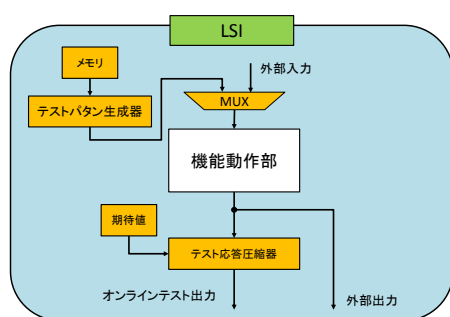 LSI
メモリ
外部入力
テストパタン生成器
MUX
機能動作部
期待値
テスト応答圧縮器
オンラインテスト出力
外部出力